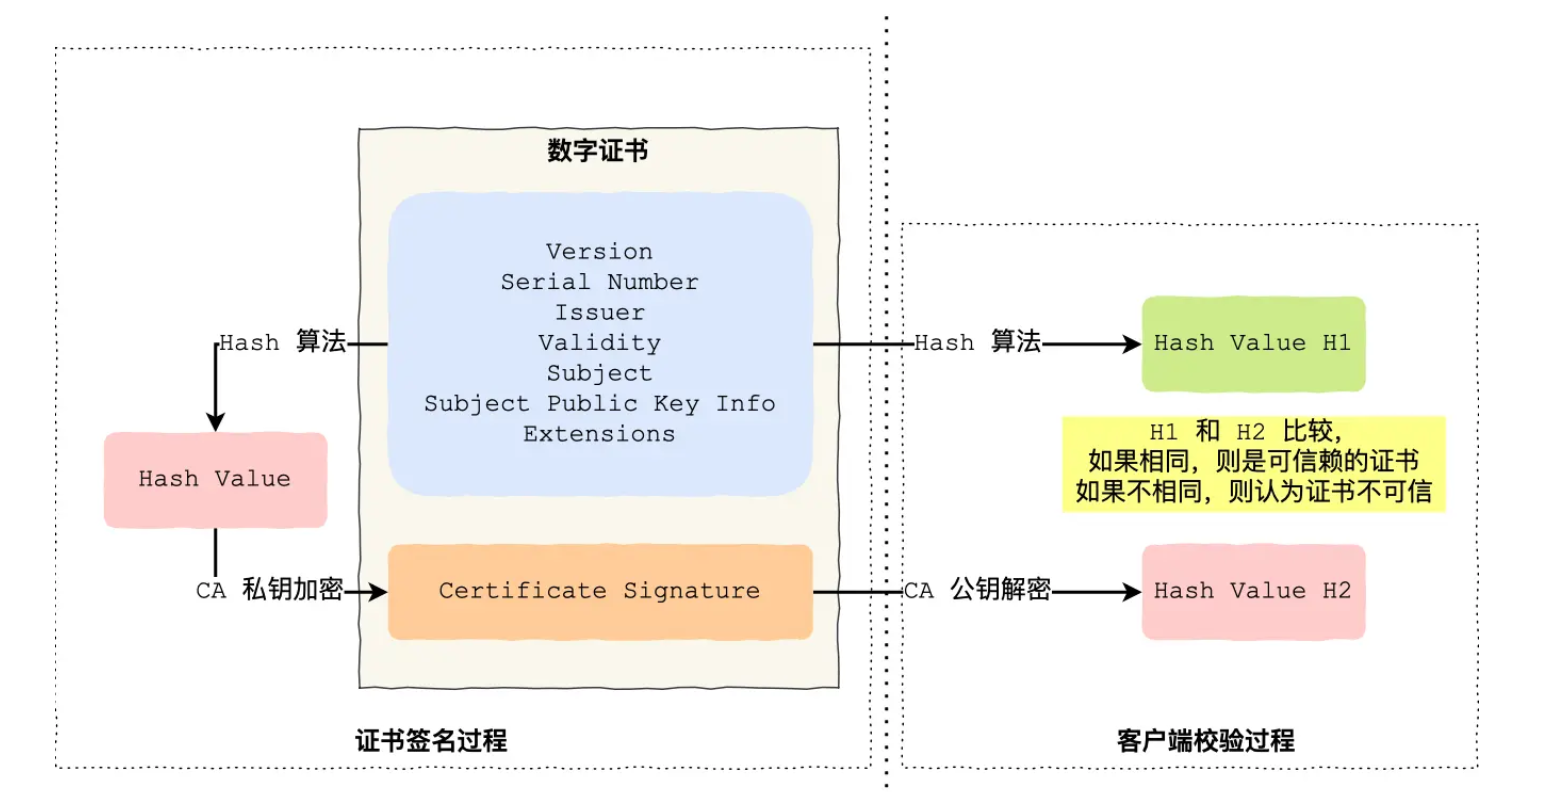 数字证书
Version
Serial Number
Issuer
Validity
Subject
Subject Public Key Info
Extensions
Hash 算法
Hash Value
CA 私钥加密
Certificate Signature
证书签名过程
Hash 算法
Hash Value H1
H1 和 H2 比较,
如果相同，则是可信赖的证书
如果不相同，则认为证书不可信
CA 公钥解密
Hash Value H2
客户端校验过程